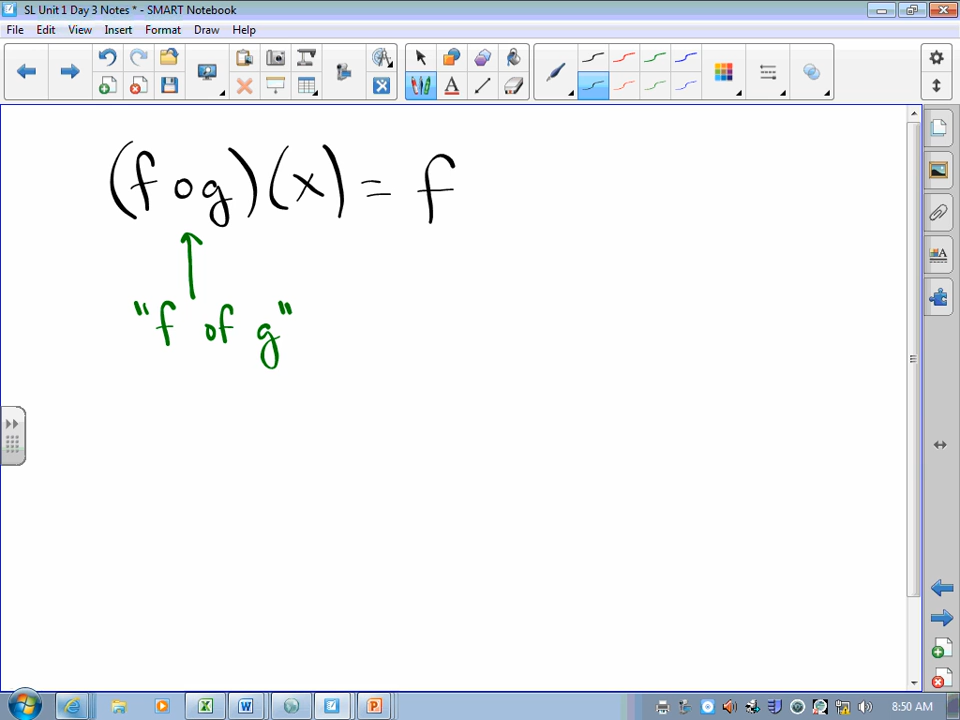 SL Unit 1 Day 3 Notes * - SMART Notebook
File Edit View Insert Format Draw Help
(f o g)(x) = f
"f of g"
8:50 AM